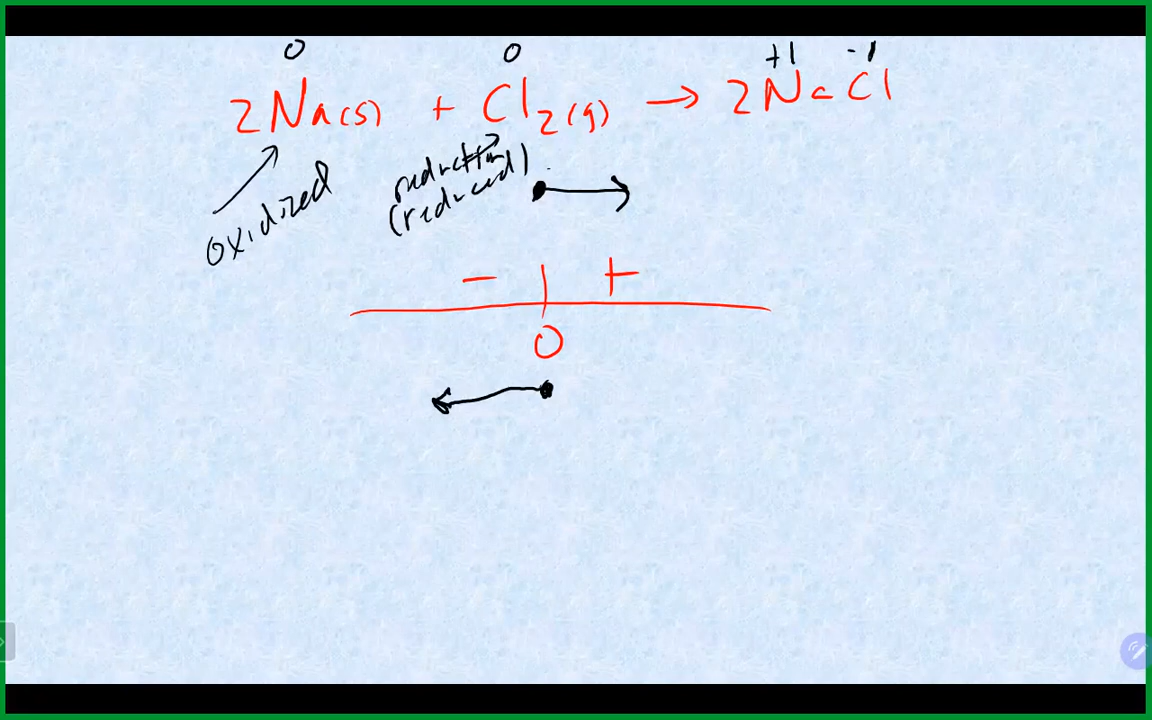 0 0 +1 -1
2Na(s) + Cl2(g) → 2NaCl
oxidized
reduction
(reduced)
- | +
0